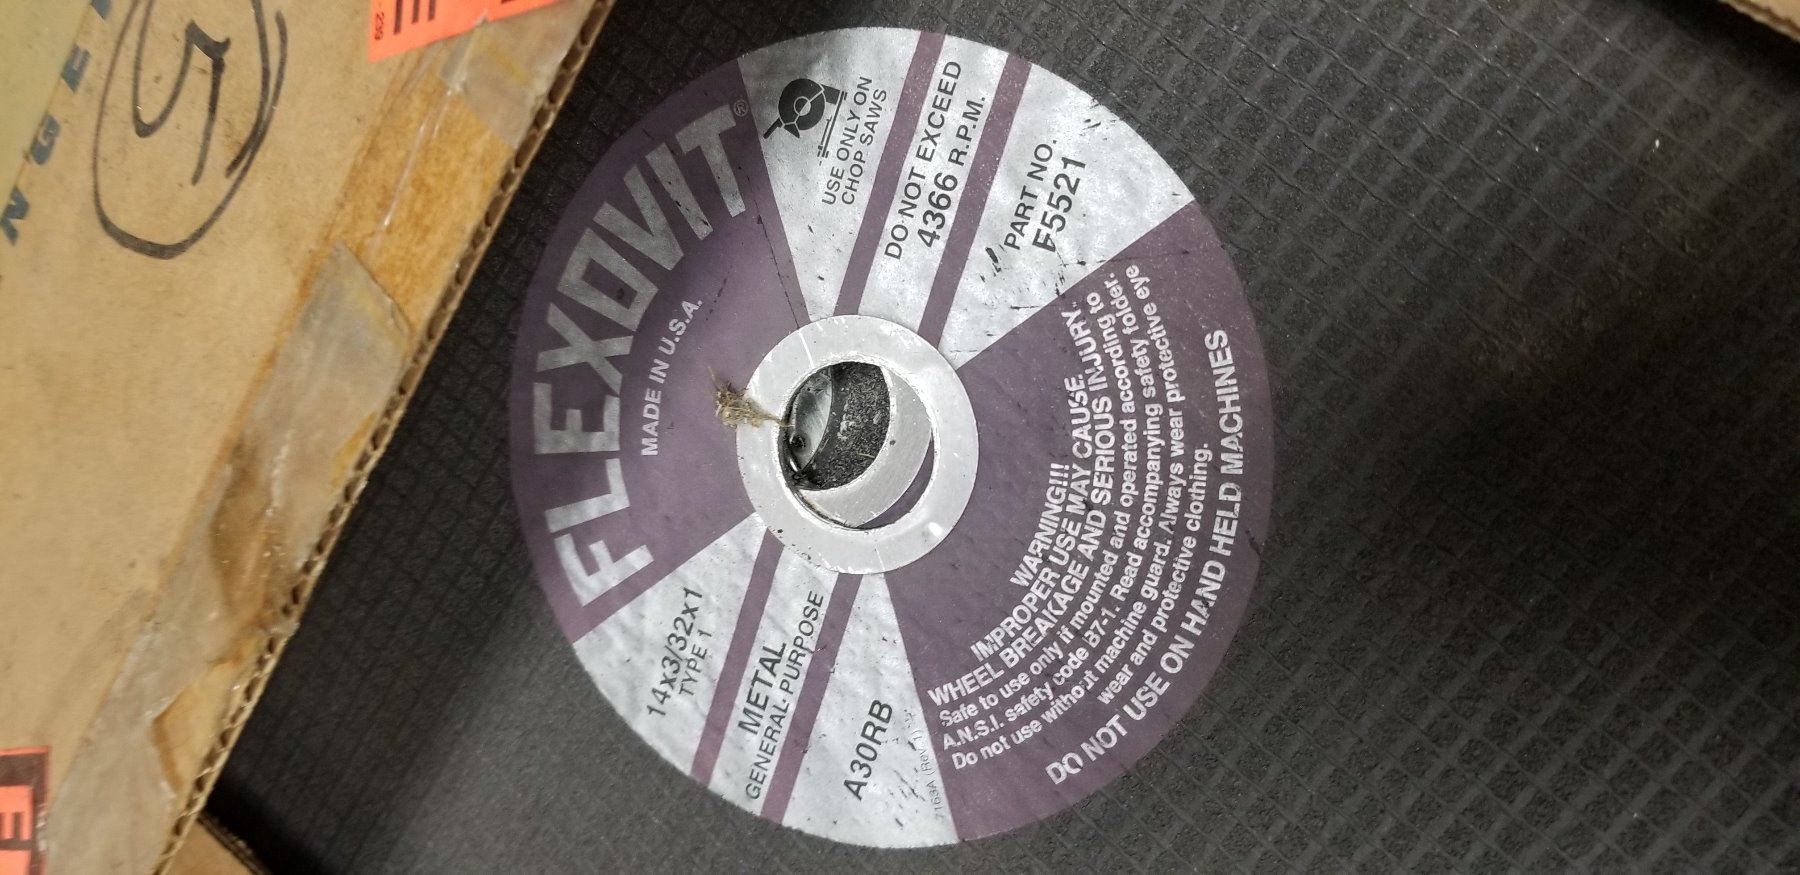 FLEXOVIT®
MADE IN U.S.A.
USE ONLY ON
CHOP SAWS
DO NOT EXCEED
4366 R.P.M.
PART NO.
F5521
14x3/32x1
TYPE 1
METAL
GENERAL PURPOSE
A30RB
WARNING!!!
IMPROPER USE MAY CAUSE
WHEEL BREAKAGE AND SERIOUS INJURY.
Safe to use only if mounted and operated according to
A.N.S.I. safety code B7-1. Read accompanying safety folder.
Do not use without machine guard. Always wear protective eye
wear and protective clothing.
DO NOT USE ON HAND HELD MACHINES